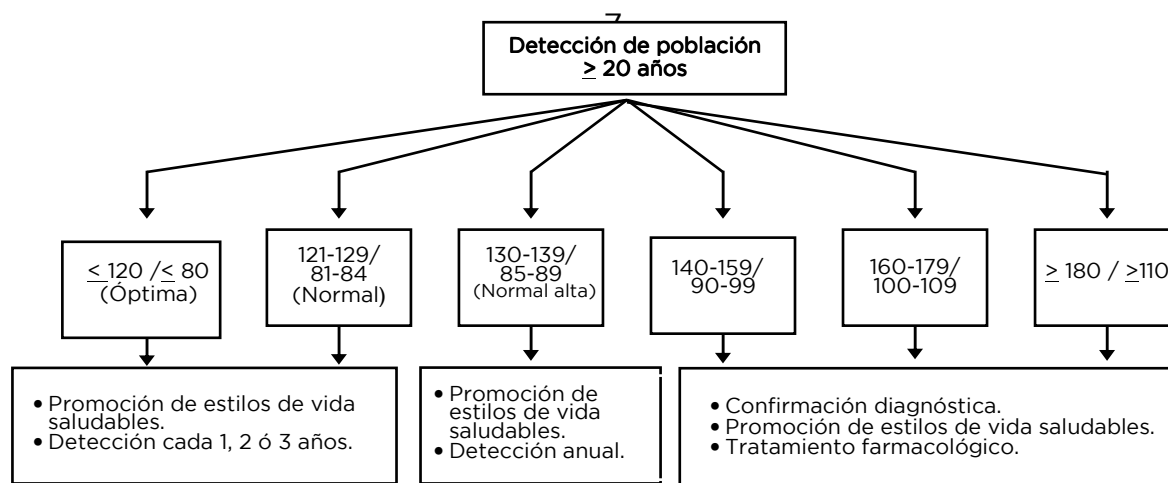 7
Detección de población
≥ 20 años
≤ 120 /≤ 80
(Óptima)
121-129/
81-84
(Normal)
130-139/
85-89
(Normal alta)
140-159/
90-99
160-179/
100-109
≥ 180 / ≥110
• Promoción de estilos de vida
saludables.
• Detección cada 1, 2 ó 3 años.
• Promoción de
estilos de vida
saludables.
• Detección anual.
• Confirmación diagnóstica.
• Promoción de estilos de vida saludables.
• Tratamiento farmacológico.